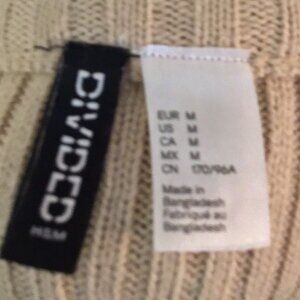 DIVIDED
H&M
EUR M
US M
CA M
MX M
CN 170/96A
Made in
Bangladesh
Fabriqué au
Bangladesh